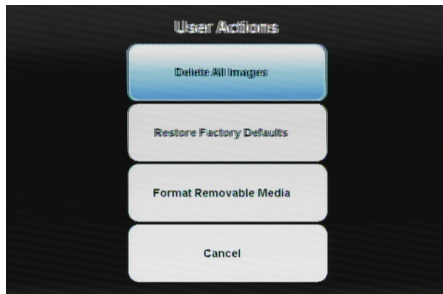 User Actions
Delete All Images
Restore Factory Defaults
Format Removable Media
Cancel